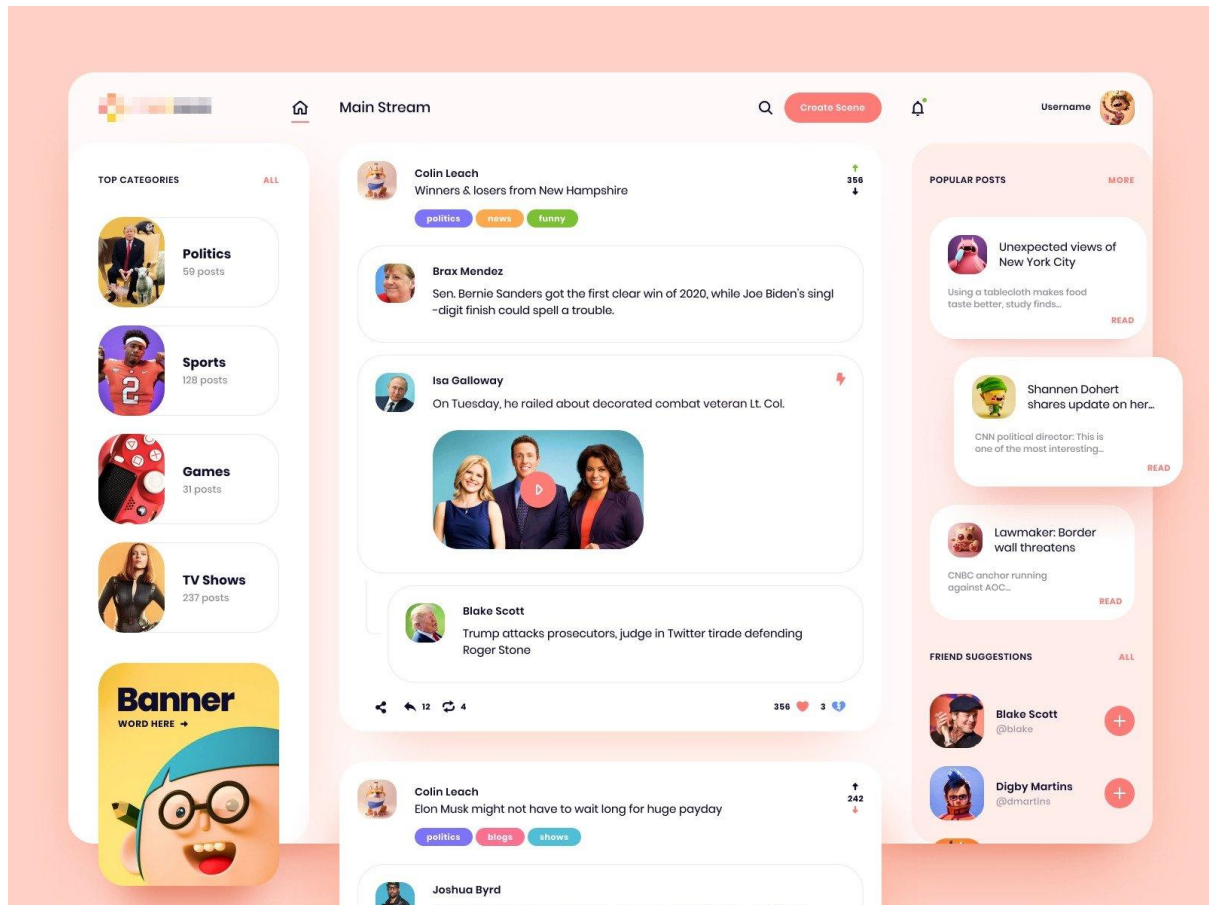 Main Stream
Create Scene
Username
TOP CATEGORIES
ALL
Politics
59 posts
Sports
128 posts
2
Games
31 posts
TV Shows
237 posts
Banner
WORD HERE →
Colin Leach
Winners & losers from New Hampshire
356
politics
news
funny
Brax Mendez
Sen. Bernie Sanders got the first clear win of 2020, while Joe Biden's singl
-digit finish could spell a trouble.
Isa Galloway
On Tuesday, he railed about decorated combat veteran Lt. Col.
Blake Scott
Trump attacks prosecutors, judge in Twitter tirade defending
Roger Stone
12
4
356
3
Colin Leach
Elon Musk might not have to wait long for huge payday
242
politics
blogs
shows
Joshua Byrd
POPULAR POSTS
MORE
Unexpected views of
New York City
Using a tablecloth makes food
taste better, study finds...
READ
Shannen Dohert
shares update on her...
CNN political director: This is
one of the most interesting...
READ
Lawmaker: Border
wall threatens
CNBC anchor running
against AOC...
READ
FRIEND SUGGESTIONS
ALL
Blake Scott
@blake
Digby Martins
@dmartins